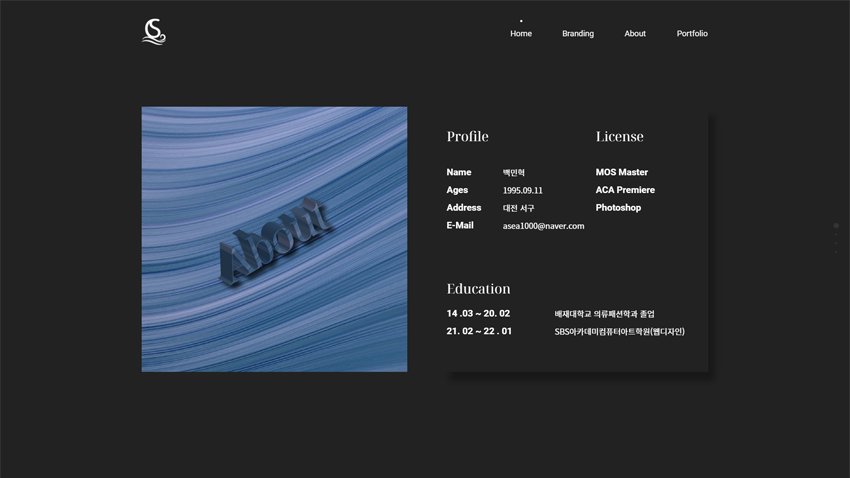 Home Branding About Portfolio
About
Profile
Name 백민혁
Ages 1995.09.11
Address 대전 서구
E-Mail asea1000@naver.com
License
MOS Master
ACA Premiere
Photoshop
Education
14 .03 ~ 20. 02 배재대학교 의류패션학과 졸업
21. 02 ~ 22 . 01 SBS아카데미컴퓨터아트학원(웹디자인)